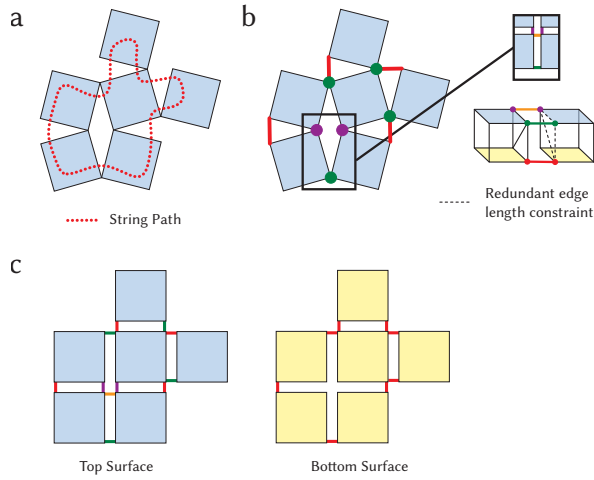 a
b
String Path
Redundant edge
length constraint
c
Top Surface
Bottom Surface